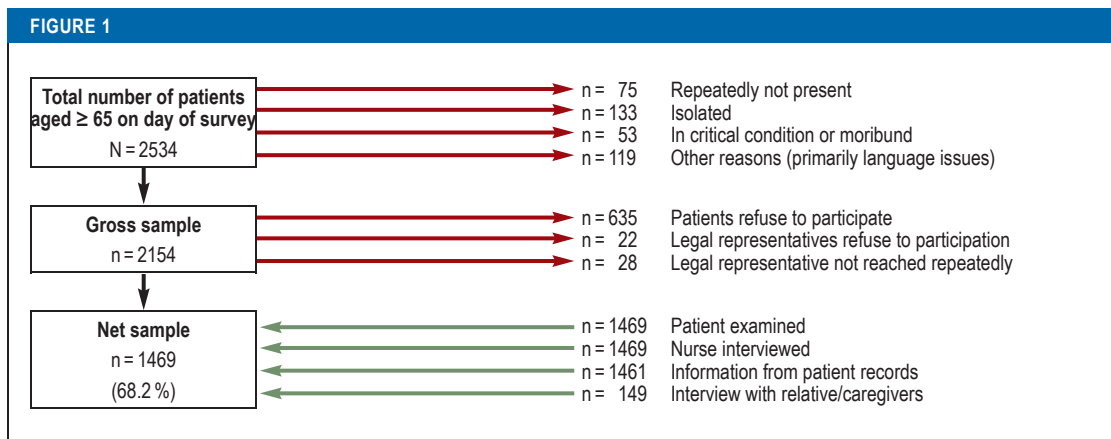 FIGURE 1
Total number of patients
aged ≥ 65 on day of survey
N = 2534
n = 75 Repeatedly not present
n = 133 Isolated
n = 53 In critical condition or moribund
n = 119 Other reasons (primarily language issues)
Gross sample
n = 2154
n = 635 Patients refuse to participate
n = 22 Legal representatives refuse to participation
n = 28 Legal representative not reached repeatedly
Net sample
n = 1469
(68.2 %)
n = 1469 Patient examined
n = 1469 Nurse interviewed
n = 1461 Information from patient records
n = 149 Interview with relative/caregivers